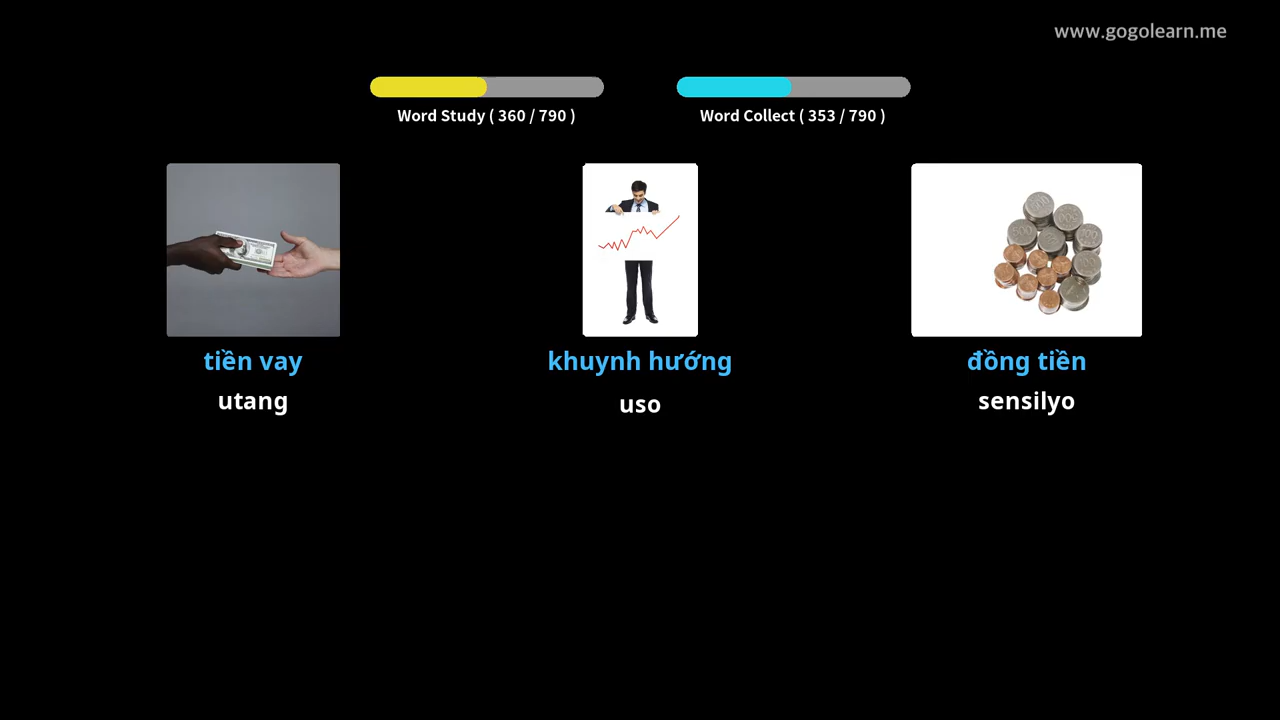 www.gogolearn.me
Word Study ( 360 / 790 )
Word Collect ( 353 / 790 )
tiền vay
khuynh hướng
đồng tiền
utang
uso
sensilyo